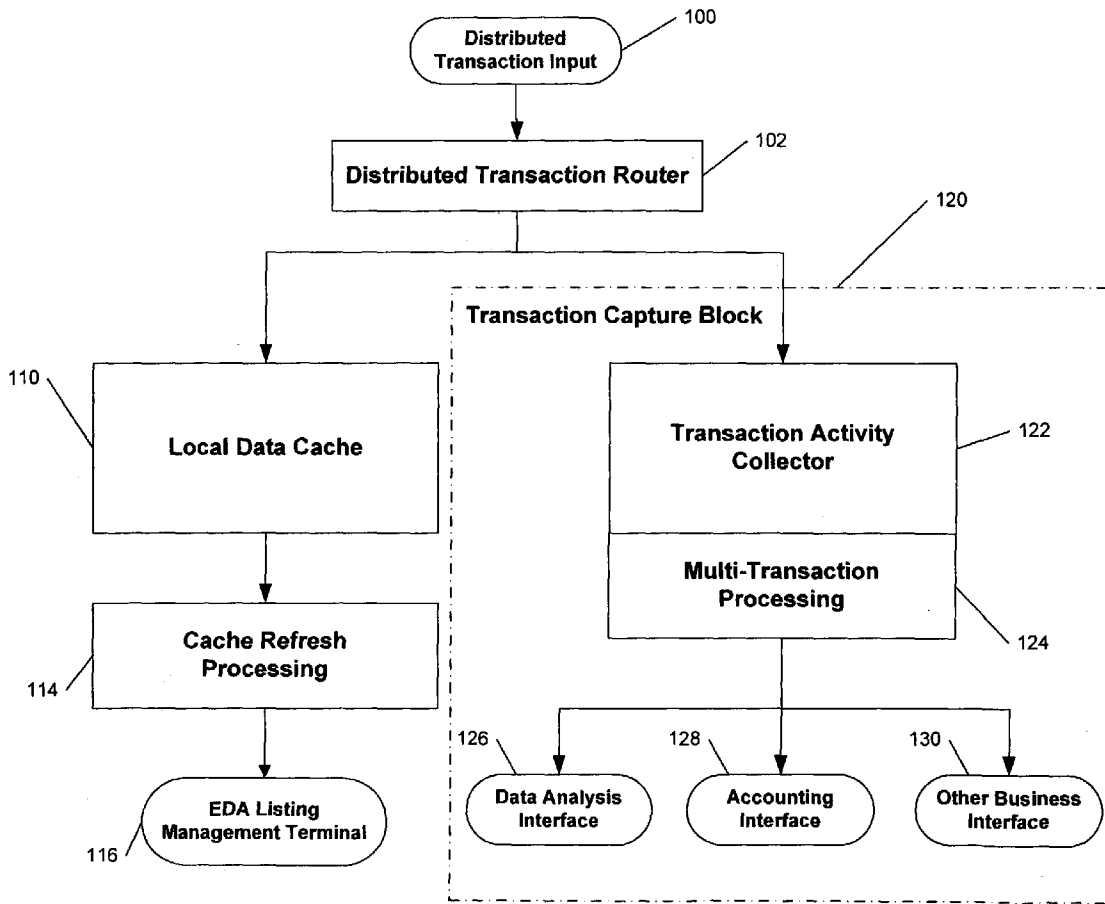 Distributed
Transaction Input
100
Distributed Transaction Router
102
120
Transaction Capture Block
110
Local Data Cache
Transaction Activity
Collector
122
Multi-Transaction
Processing
124
Cache Refresh
Processing
114
126
128
130
EDA Listing
Management Terminal
116
Data Analysis
Interface
Accounting
Interface
Other Business
Interface